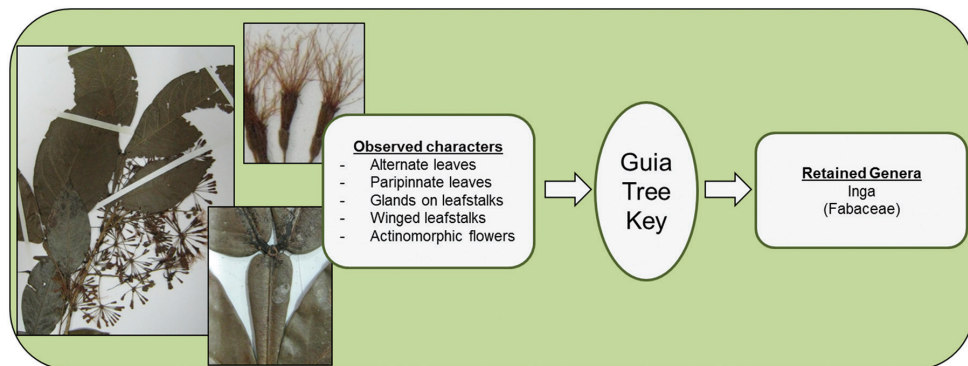 Observed characters
- Alternate leaves
- Paripinnate leaves
- Glands on leafstalks
- Winged leafstalks
- Actinomorphic flowers
Guia
Tree
Key
Retained Genera
Inga
(Fabaceae)